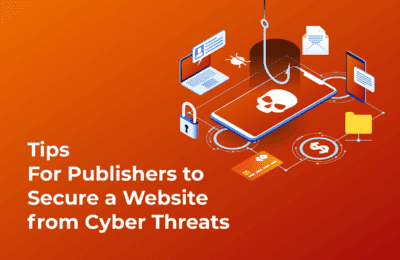 Tips
For Publishers to
Secure a Website
from Cyber Threats